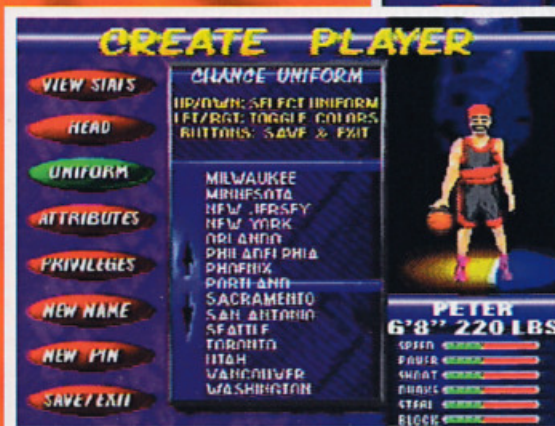 CREATE PLAYER
VIEW STATS
HEAD
UNIFORM
ATTRIBUTES
PRIVILEGES
NEW NAME
NEW PIN
SAVE/EXIT
CHANGE UNIFORM
UP/DWN: SELECT UNIFORM
LFT/RGT: TOGGLE COLORS
BUTTONS: SAVE & EXIT
MILWAUKEE
MINNESOTA
NEW JERSEY
NEW YORK
ORLANDO
PHILADELPHIA
PHOENIX
PORTLAND
SACRAMENTO
SAN ANTONIO
SEATTLE
TORONTO
UTAH
VANCOUVER
WASHINGTON
PETER
6'8" 220 LBS
SPEED
POWER
SHOOT
DUNKS
STEAL
BLOCK